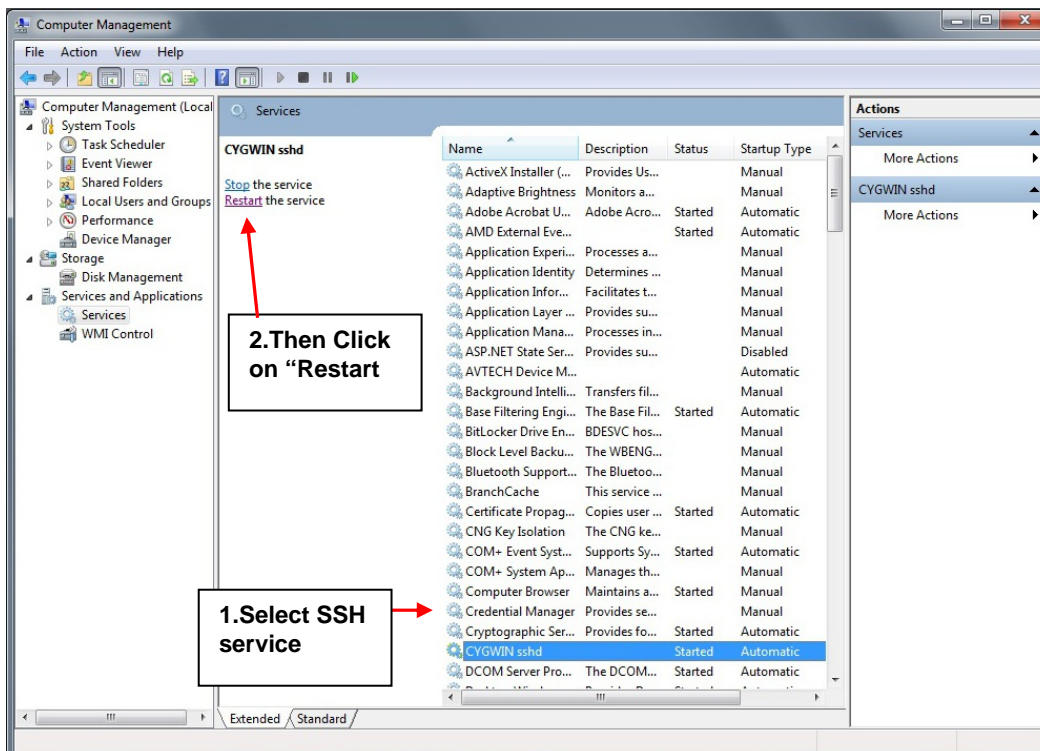 Computer Management
File Action View Help
Computer Management (Local
System Tools
Task Scheduler
Event Viewer
Shared Folders
Local Users and Groups
Performance
Device Manager
Storage
Disk Management
Services and Applications
Services
WMI Control
Services
CYGWIN sshd
Stop the service
Restart the service
2.Then Click
on “Restart
1.Select SSH
service
Name Description Status Startup Type
ActiveX Installer (... Provides Us... Manual
Adaptive Brightness Monitors a... Manual
Adobe Acrobat U... Adobe Acro... Started Automatic
AMD External Eve... Started Automatic
Application Experi... Processes a... Manual
Application Identity Determines ... Manual
Application Infor... Facilitates t... Manual
Application Layer ... Provides su... Manual
Application Mana... Processes in... Manual
ASP.NET State Ser... Provides su... Disabled
AVTECH Device M... Automatic
Background Intelli... Transfers fil... Manual
Base Filtering Engi... The Base Fil... Started Automatic
BitLocker Drive En... BDESVC hos... Manual
Block Level Backu... The WBENG... Manual
Bluetooth Support... The Bluetoo... Manual
BranchCache This service ... Manual
Certificate Propag... Copies user ... Started Automatic
CNG Key Isolation The CNG ke... Manual
COM+ Event Syst... Supports Sy... Started Automatic
COM+ System Ap... Manages th... Manual
Computer Browser Maintains a... Started Manual
Credential Manager Provides se... Manual
Cryptographic Ser... Provides fo... Started Automatic
CYGWIN sshd Started Automatic
DCOM Server Pro... The DCOM... Started Automatic
Extended Standard
Actions
Services
More Actions
CYGWIN sshd
More Actions